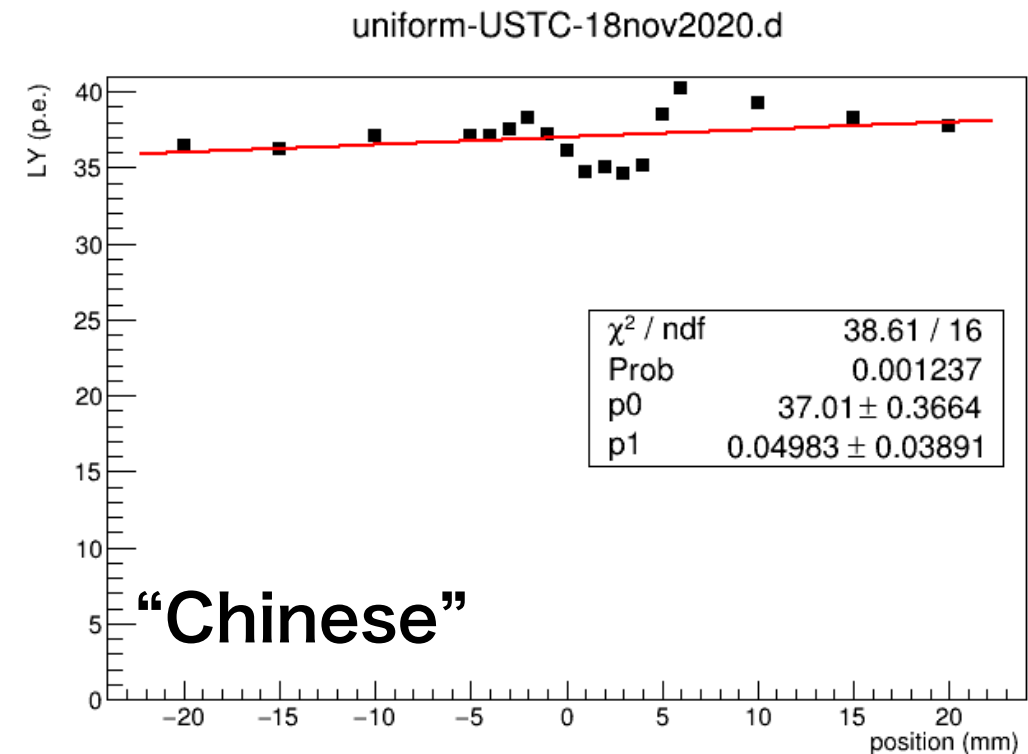 uniform-USTC-18nov2020.d
LY (p.e.)
40
35
30
25
20
15
10
5
0
χ² / ndf 38.61 / 16
Prob 0.001237
p0 37.01 ± 0.3664
p1 0.04983 ± 0.03891
“Chinese”
−20 −15 −10 −5 0 5 10 15 20
position (mm)